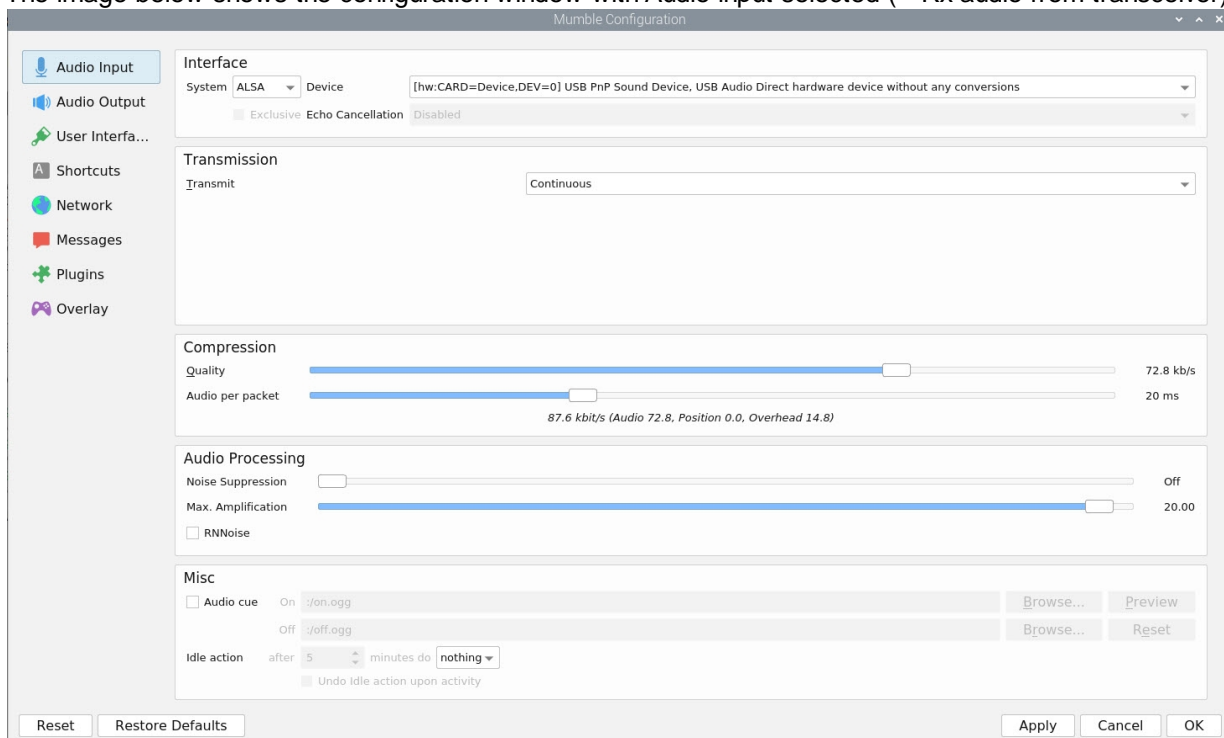 The image below shows the configuration window with Audio input selected (= Rx audio from transceiver)
Mumble Configuration
Audio Input
Audio Output
User Interfa...
Shortcuts
Network
Messages
Plugins
Overlay
Interface
System ALSA Device [hw:CARD=Device,DEV=0] USB PnP Sound Device, USB Audio Direct hardware device without any conversions
Exclusive Echo Cancellation Disabled
Transmission
Transmit Continuous
Compression
Quality 72.8 kb/s
Audio per packet 20 ms
87.6 kbit/s (Audio 72.8, Position 0.0, Overhead 14.8)
Audio Processing
Noise Suppression Off
Max. Amplification 20.00
RNNoise
Misc
Audio cue On :/on.ogg Browse... Preview
Off :/off.ogg Browse... Reset
Idle action after 5 minutes do nothing
Undo Idle action upon activity
Reset Restore Defaults Apply Cancel OK